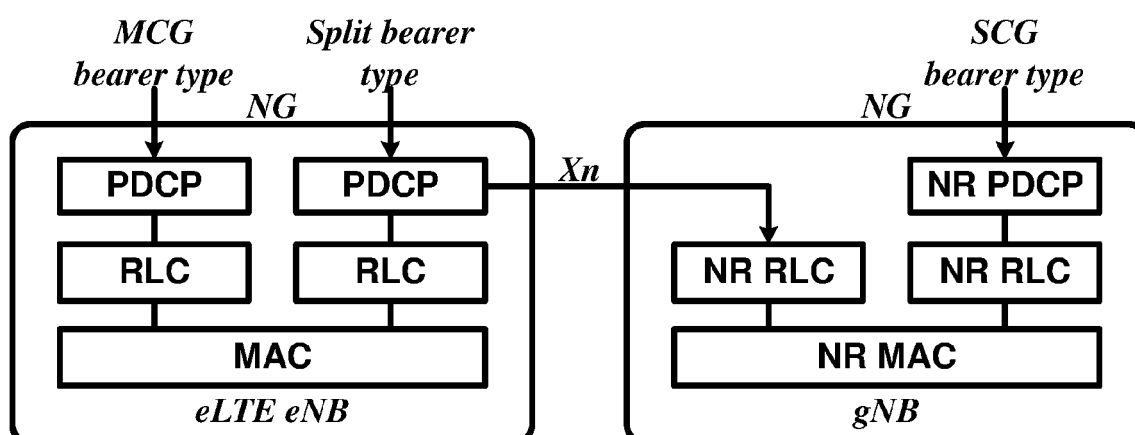 MCG
bearer type
Split bearer
type
SCG
bearer type
NG
NG
PDCP
PDCP
Xn
NR PDCP
RLC
RLC
NR RLC
NR RLC
MAC
NR MAC
eLTE eNB
gNB